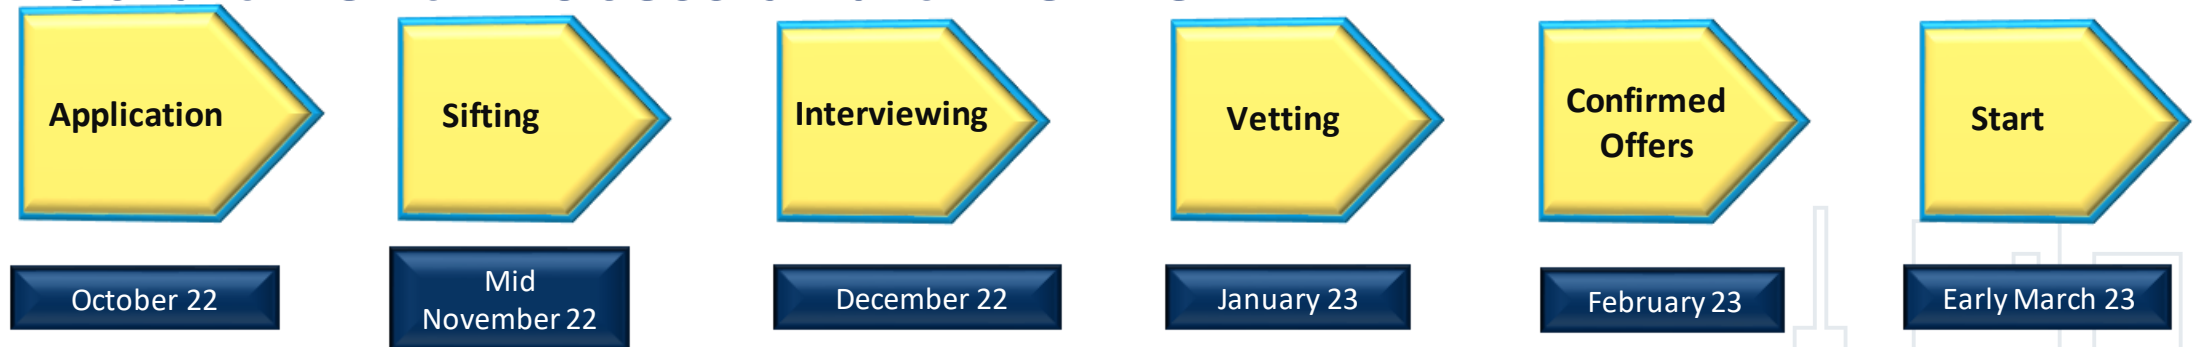 Application
Sifting
Interviewing
Vetting
Confirmed
Offers
Start
October 22
Mid
November 22
December 22
January 23
February 23
Early March 23